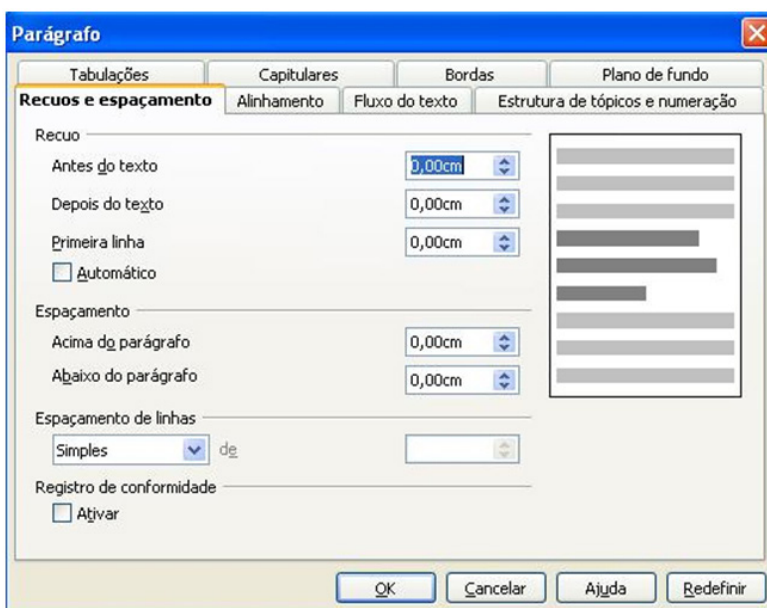 Parágrafo
Tabulações Capitulares Bordas Plano de fundo
Recuos e espaçamento Alinhamento Fluxo do texto Estrutura de tópicos e numeração
Recuo
Antes do texto 0,00cm
Depois do texto 0,00cm
Primeira linha 0,00cm
Automático
Espaçamento
Acima do parágrafo 0,00cm
Abaixo do parágrafo 0,00cm
Espaçamento de linhas
Simples de
Registro de conformidade
Ativar
OK Cancelar Ajuda Redefinir